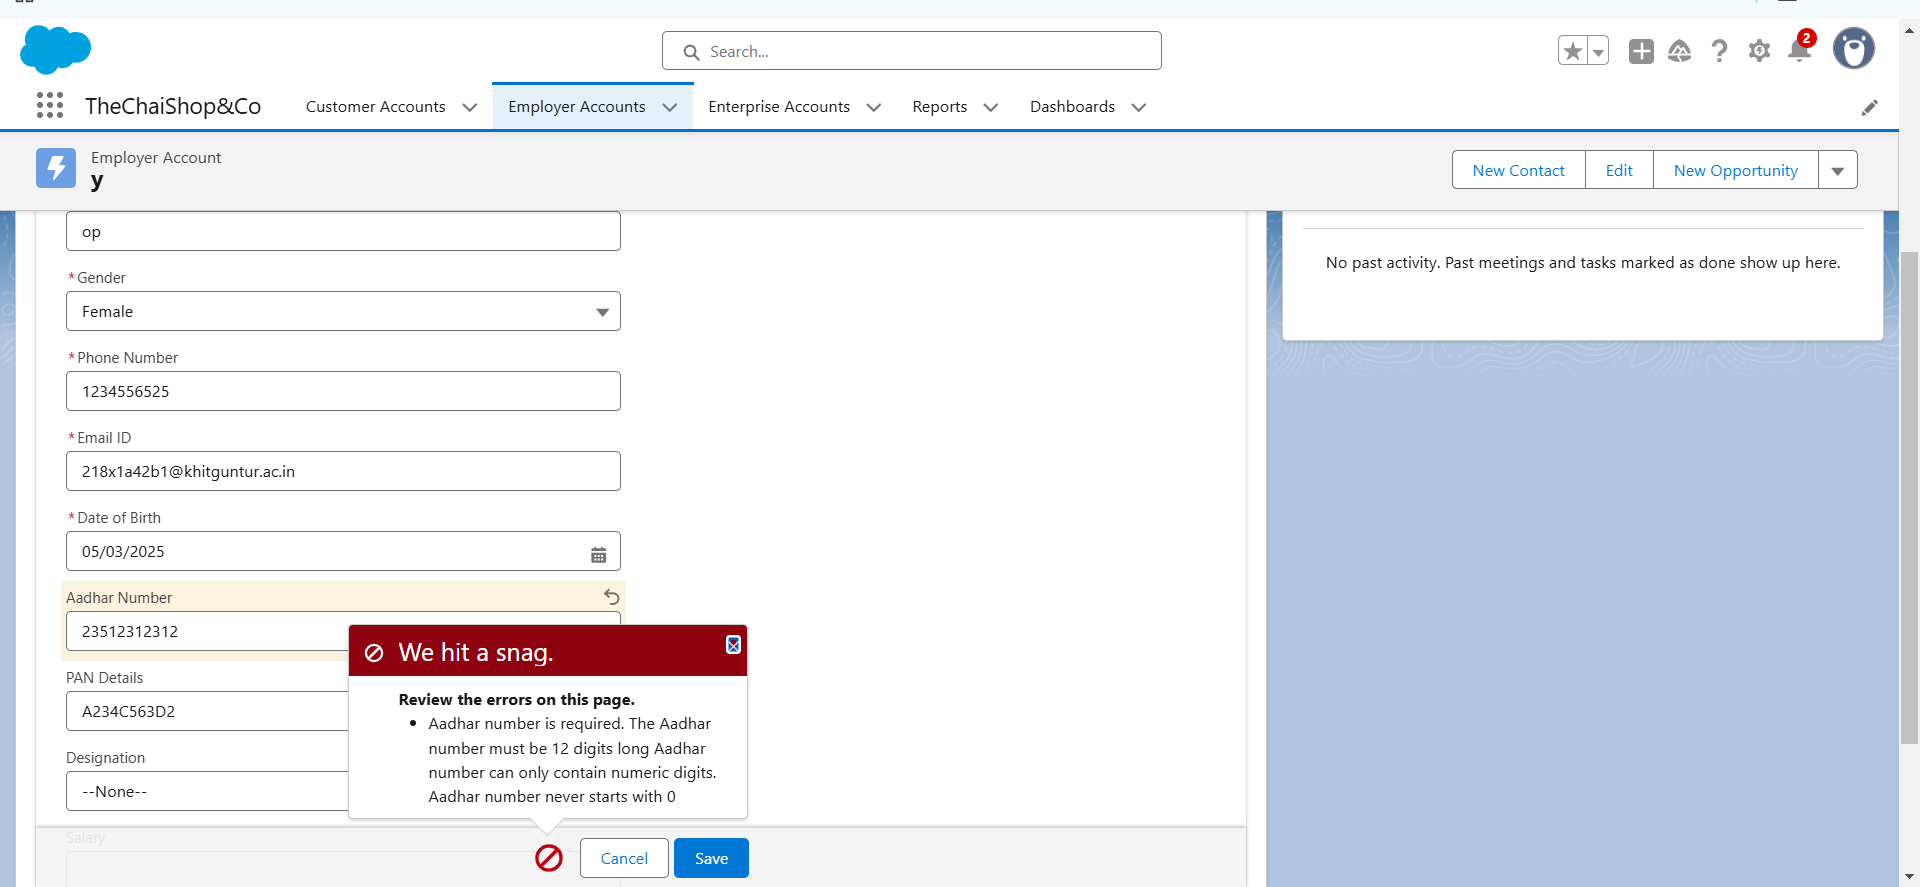 Search...
2
TheChaiShop&Co
Customer Accounts
Employer Accounts
Enterprise Accounts
Reports
Dashboards
Employer Account
y
New Contact
Edit
New Opportunity
op
*Gender
Female
*Phone Number
1234556525
*Email ID
218x1a42b1@khitguntur.ac.in
*Date of Birth
05/03/2025
Aadhar Number
23512312312
PAN Details
A234C563D2
Designation
--None--
Salary
We hit a snag.
Review the errors on this page.
• Aadhar number is required. The Aadhar
number must be 12 digits long Aadhar
number can only contain numeric digits.
Aadhar number never starts with 0
Cancel
Save
No past activity. Past meetings and tasks marked as done show up here.